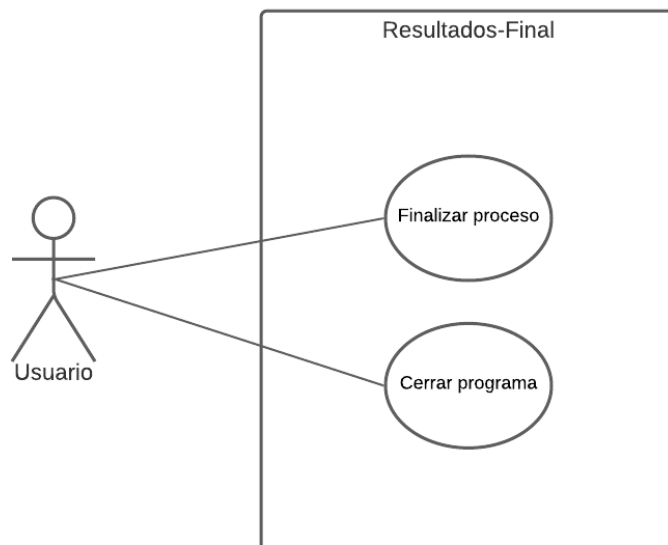 Resultados-Final
Finalizar proceso
Usuario
Cerrar programa